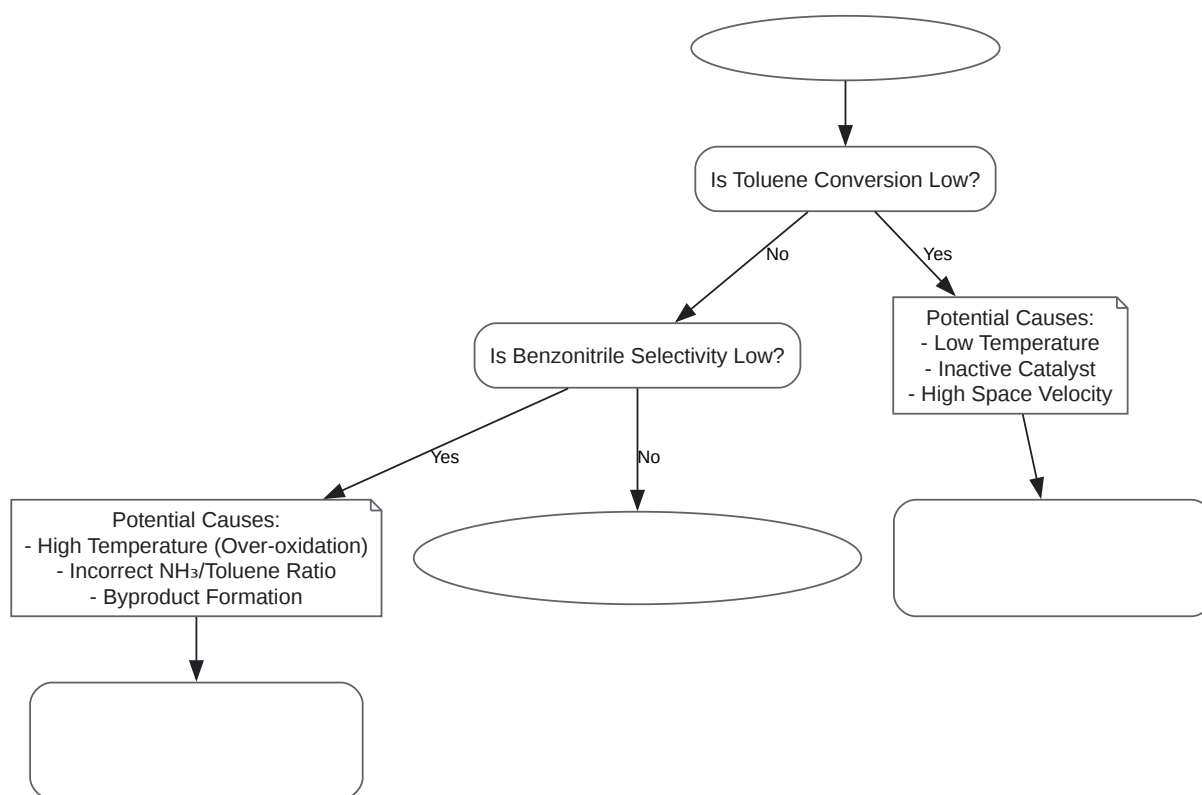 Is Toluene Conversion Low?
No
Yes
Is Benzonitrile Selectivity Low?
Potential Causes:
- Low Temperature
- Inactive Catalyst
- High Space Velocity
Yes
No
Potential Causes:
- High Temperature (Over-oxidation)
- Incorrect NH₃/Toluene Ratio
- Byproduct Formation